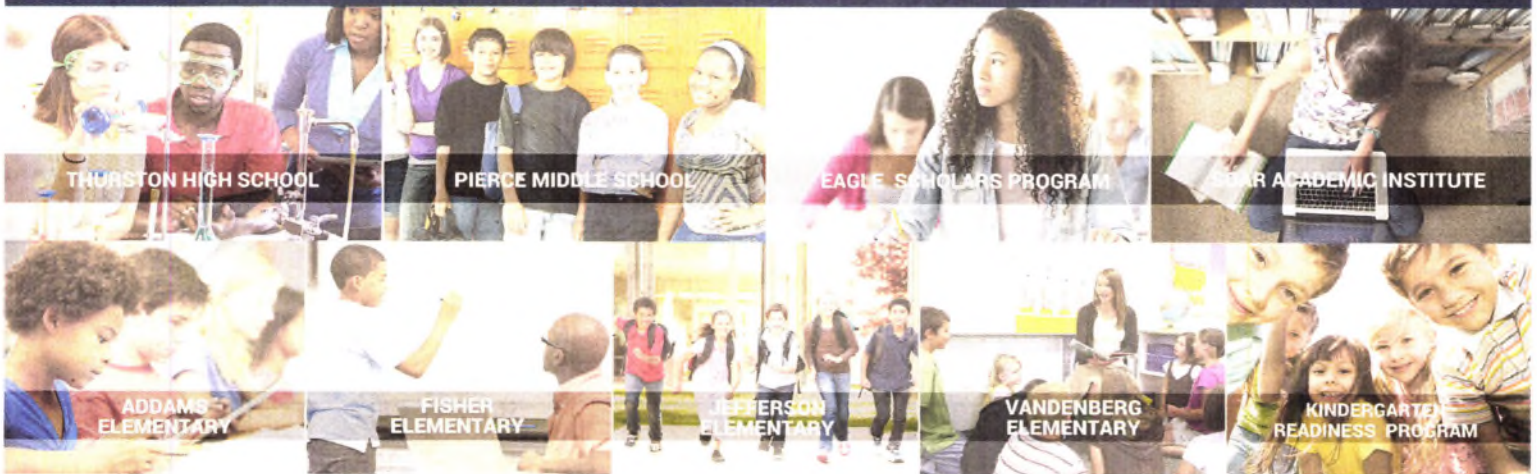 THURSTON HIGH SCHOOL
PIERCE MIDDLE SCHOOL
EAGLE SCHOLARS PROGRAM
SOAR ACADEMIC INSTITUTE
ADDAMS
ELEMENTARY
FISHER
ELEMENTARY
JEFFERSON
ELEMENTARY
VANDENBERG
ELEMENTARY
KINDERGARTEN
READINESS PROGRAM